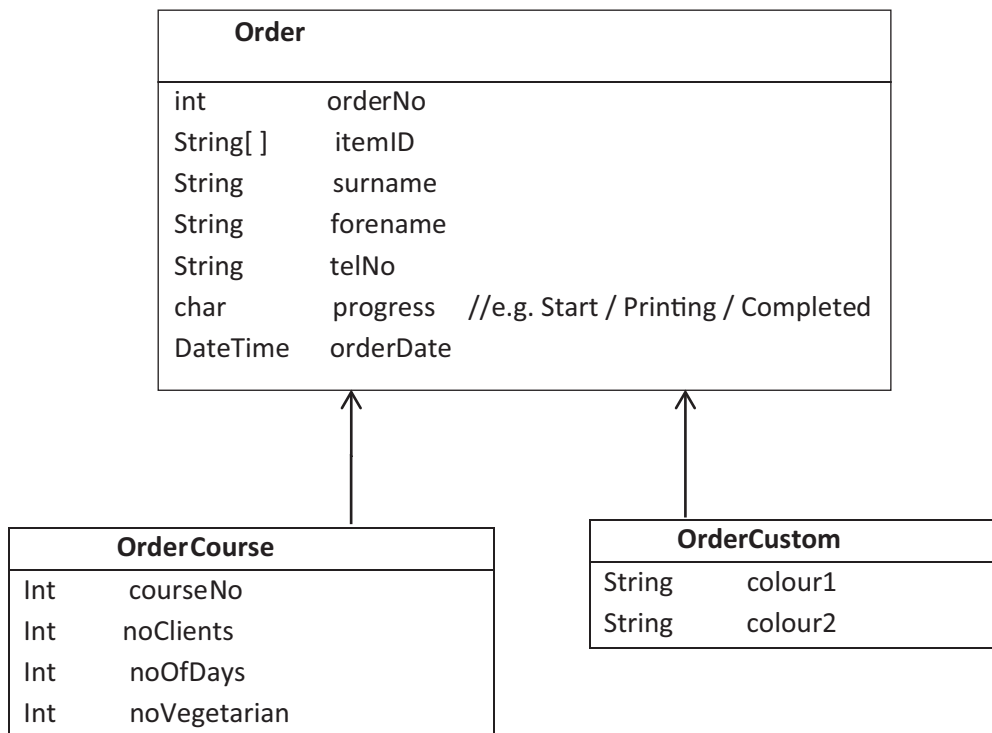 Order
int orderNo
String[ ] itemID
String surname
String forename
String telNo
char progress //e.g. Start / Printing / Completed
DateTime orderDate
OrderCourse
Int courseNo
Int noClients
Int noOfDays
Int noVegetarian
OrderCustom
String colour1
String colour2